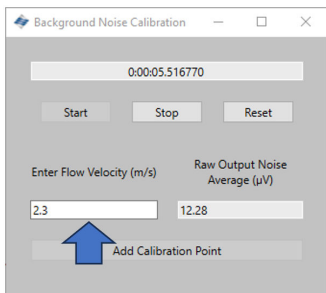 Background Noise Calibration
0:00:05.516770
Start Stop Reset
Enter Flow Velocity (m/s)
Raw Output Noise
Average (μV)
2.3 12.28
Add Calibration Point